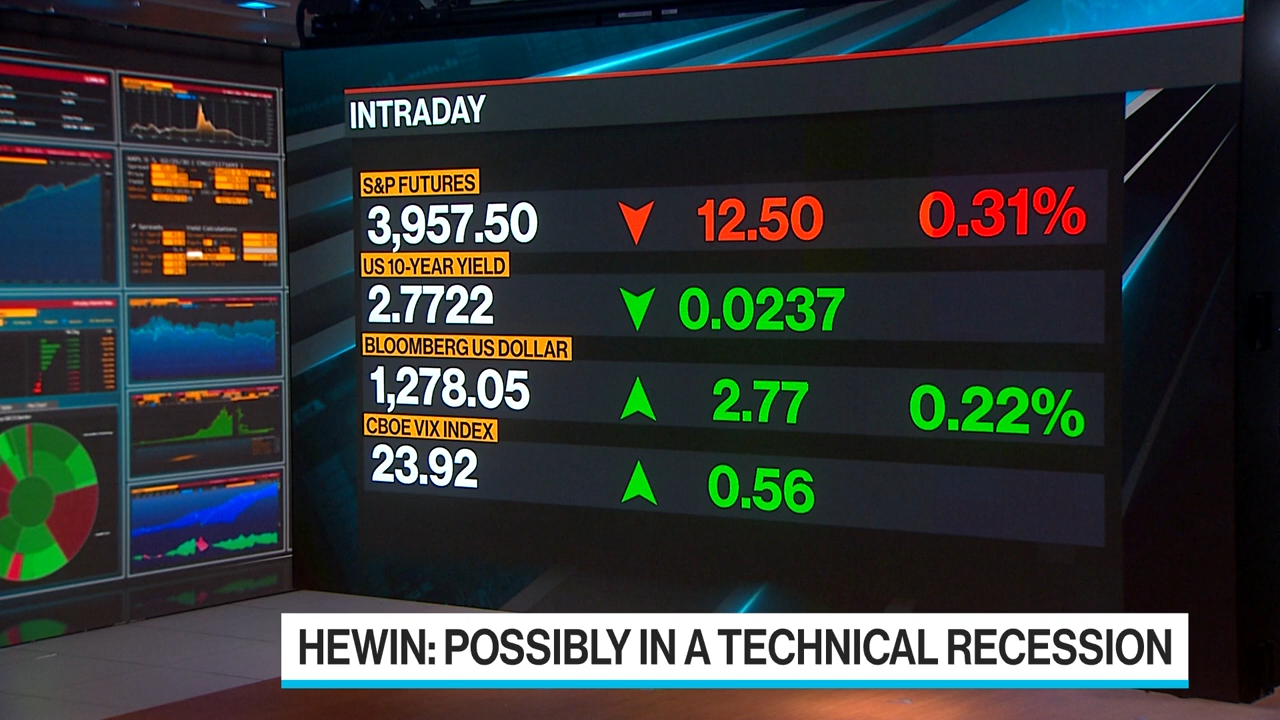 INTRADAY
S&P FUTURES
3,957.50 12.50 0.31%
US 10-YEAR YIELD
2.7722 0.0237
BLOOMBERG US DOLLAR
1,278.05 2.77 0.22%
CBOE VIX INDEX
23.92 0.56
HEWIN: POSSIBLY IN A TECHNICAL RECESSION